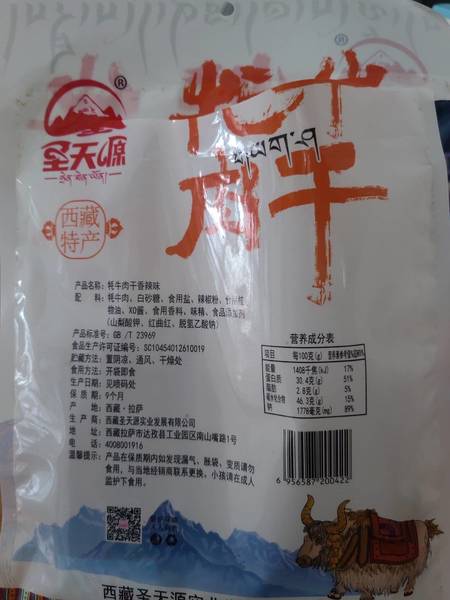 圣天源®
西藏
特产
牦牛
肉干
产品名称：牦牛肉干香辣味
配　　料：牦牛肉、白砂糖、食用盐、辣椒粉、
物油、XO酱、食用香料、味精、食品添加剂
(山梨酸钾、红曲红、脱氢乙酸钠)
产品标准号：GB /T 23969
食品生产许可证编号：SC10454012610019
贮藏方法：置阴凉、通风、干燥处
食用方法：开袋即食
生产日期：见喷码处
保 质 期：9个月
产　　地：西藏·拉萨
西藏圣天源实业发展有限公司
地　　址：西藏拉萨市达孜县工业园区南山嘴路1号
电　　话：4008001916
温馨提示：产品在保质期内如发现漏气、胀袋、变质请勿
食用，与当地经销商联系更换，小孩请在成人
监护下食用。
营养成分表
项目 每100克(g) 营养素参考值%
能量 1408千焦(kJ) 17%
蛋白质 30.4克(g) 51%
脂肪 2.8克(g) 5%
碳水化合物 46.3克(g) 15%
钠 1778毫克(mg) 89%
6 956587 200422
西藏圣天源实业